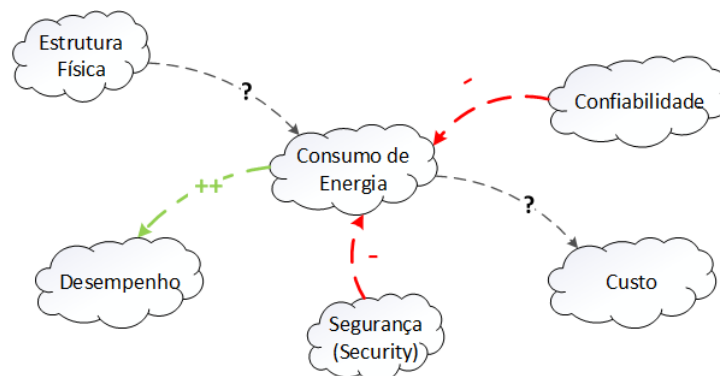 Estrutura
Física
?
-
Confiabilidade
Consumo de
Energia
++
?
Desempenho
-
Custo
Segurança
(Security)